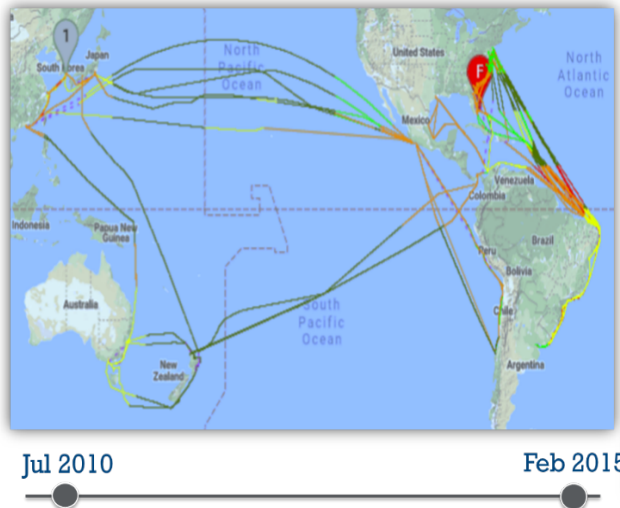 1
Japan
South Korea
North
Pacific
Ocean
United States
F
North
Atlantic
Ocean
Mexico
Venezuela
Colombia
Indonesia
Papua New
Guinea
Brazil
Peru
Bolivia
Australia
South
Pacific
Ocean
Chile
New
Zealand
Argentina
Jul 2010
Feb 2015